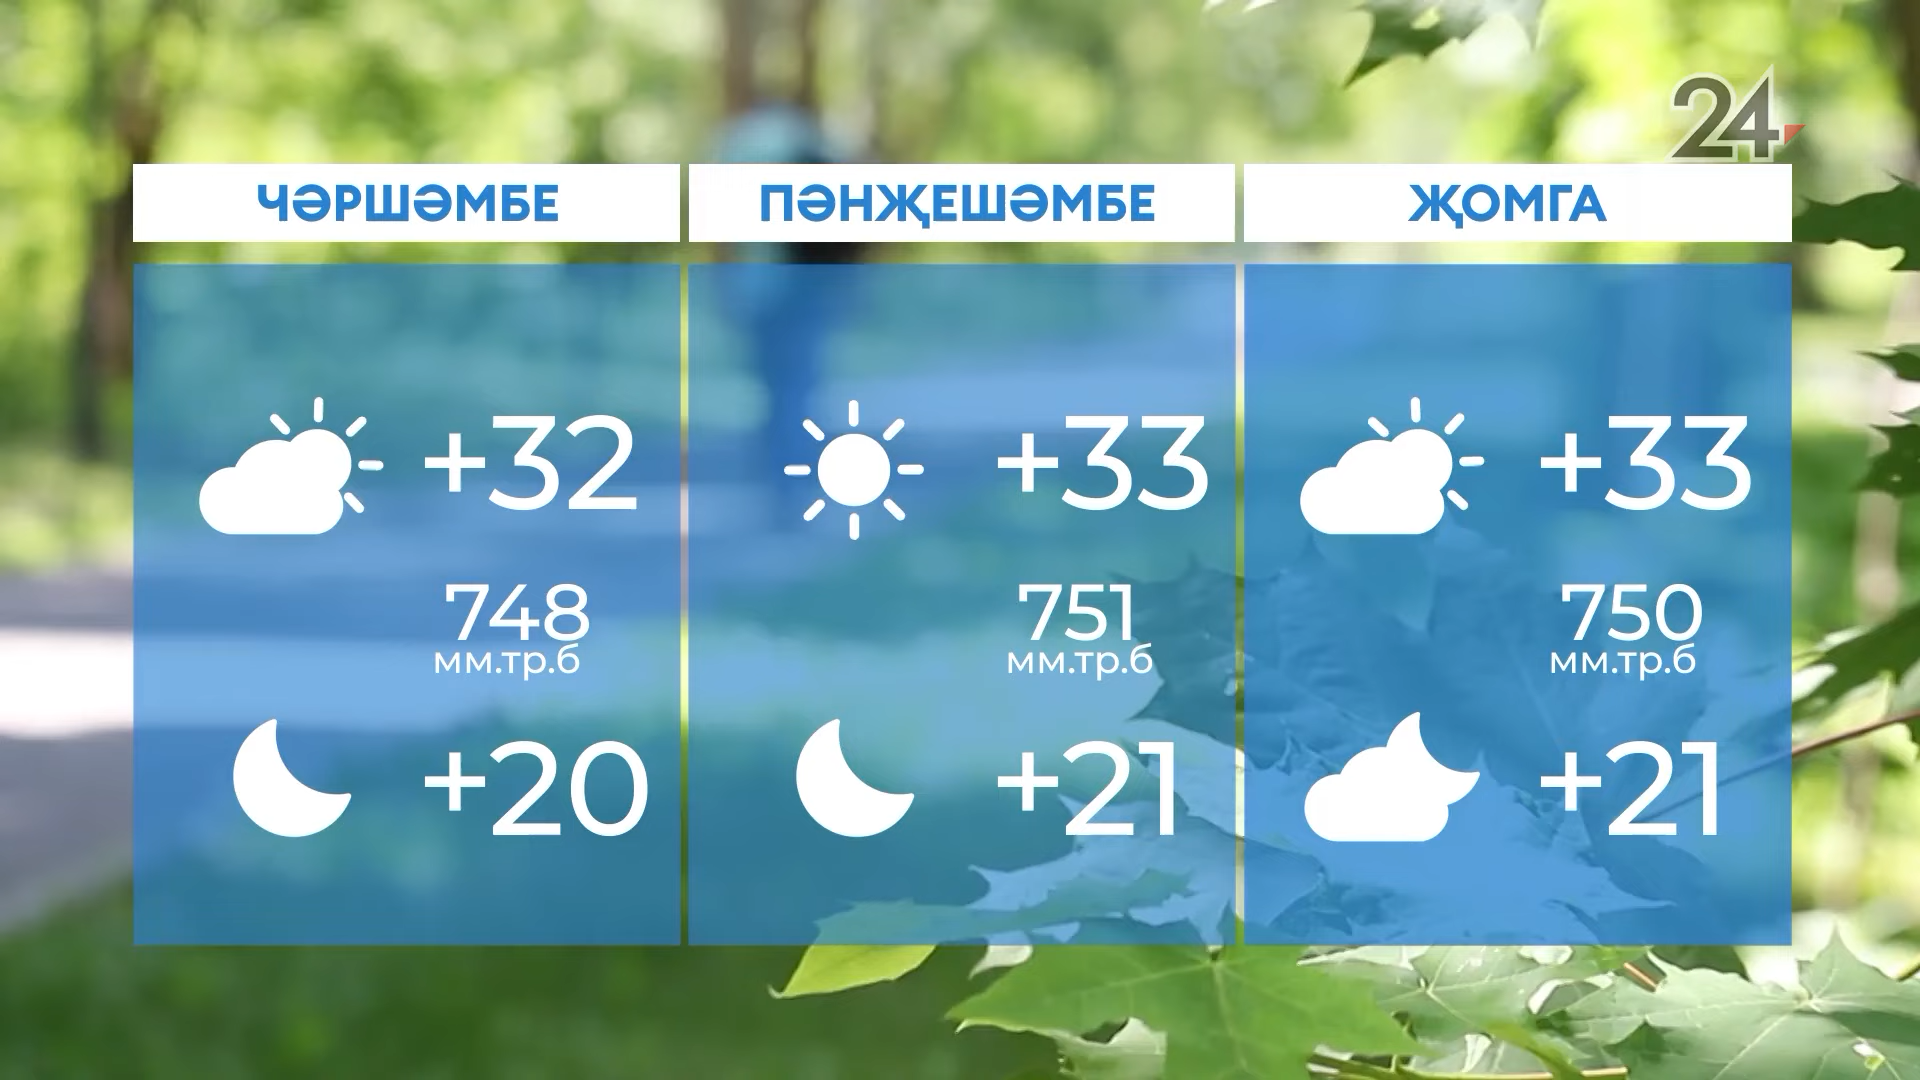 24
ЧӘРШӘМБЕ
ПӘНҖЕШӘМБЕ
ҖОМГА
+32
748
мм.тр.б
+20
+33
751
мм.тр.б
+21
+33
750
мм.тр.б
+21